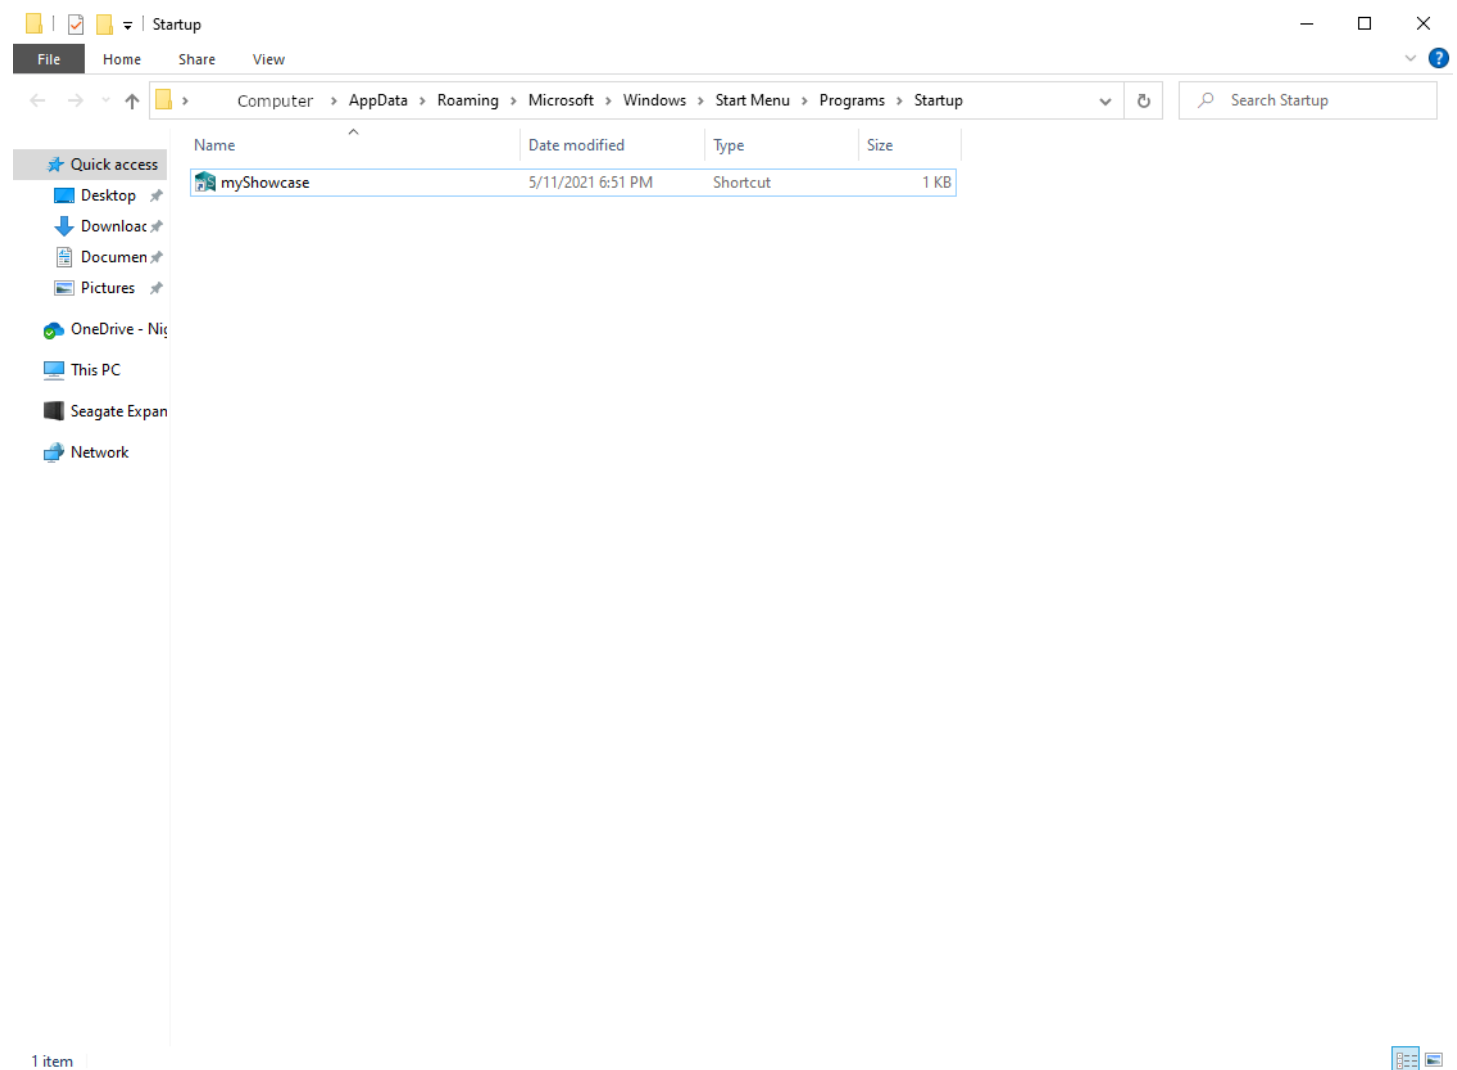 Startup
File Home Share View
Computer > AppData > Roaming > Microsoft > Windows > Start Menu > Programs > Startup
Search Startup
Name Date modified Type Size
Quick access
myShowcase 5/11/2021 6:51 PM Shortcut 1 KB
Desktop
Downloac
Documen
Pictures
OneDrive - Nig
This PC
Seagate Expan
Network
1 item